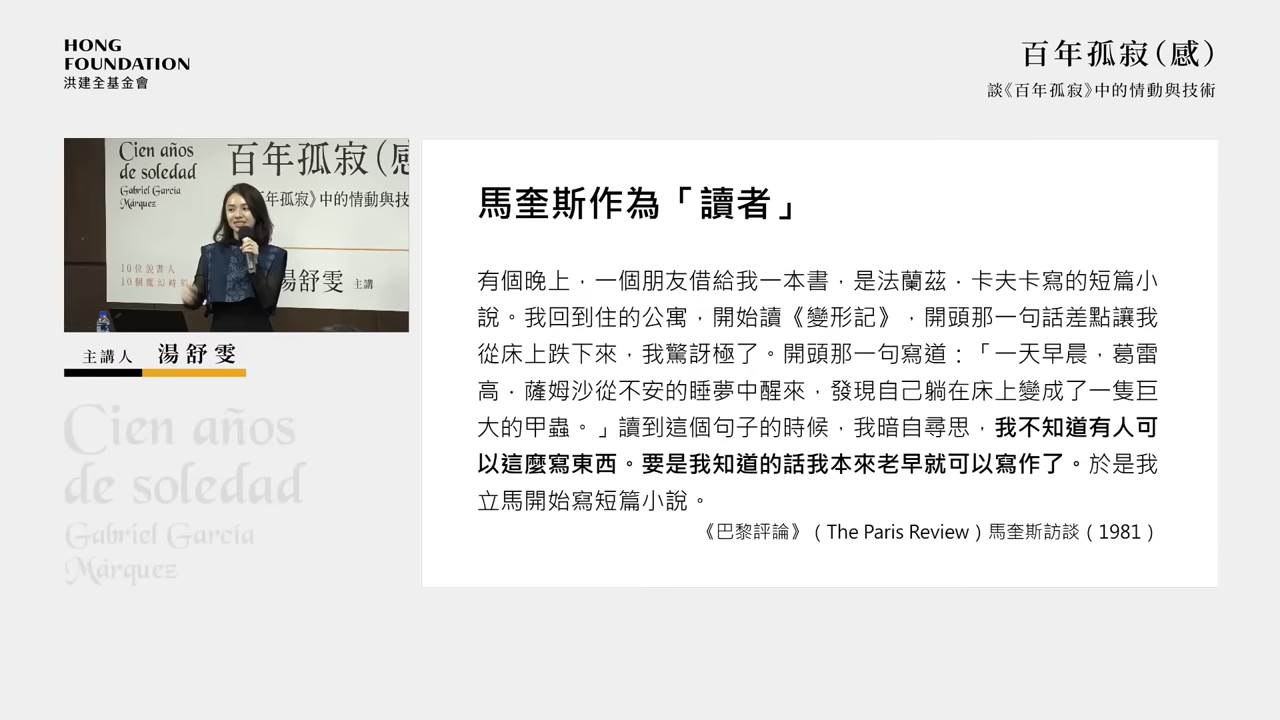 HONG
FOUNDATION
洪建全基金會
百年孤寂(感)
談《百年孤寂》中的情動與技術
Cien años
de soledad
Gabriel García
Márquez
百年孤寂(感
百年孤寂》中的情動與技
10位說書人
10個魔幻時
湯舒雯 主講
主講人 湯舒雯
Cien años
de soledad
Gabriel García
Márquez
馬奎斯作為「讀者」
有個晚上，一個朋友借給我一本書，是法蘭茲．卡夫卡寫的短篇小
說。我回到住的公寓，開始讀《變形記》，開頭那一句話差點讓我
從床上跌下來，我驚訝極了。開頭那一句寫道：「一天早晨，葛雷
高．薩姆沙從不安的睡夢中醒來，發現自己躺在床上變成了一隻巨
大的甲蟲。」讀到這個句子的時候，我暗自尋思，我不知道有人可
以這麼寫東西。要是我知道的話我本來老早就可以寫作了。於是我
立馬開始寫短篇小說。
《巴黎評論》（The Paris Review）馬奎斯訪談（1981）